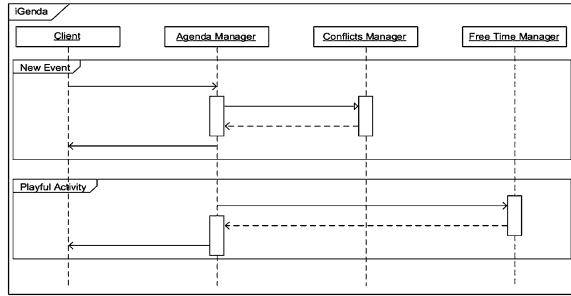 iGenda
Client
Agenda Manager
Conflicts Manager
Free Time Manager
New Event
Playful Activity